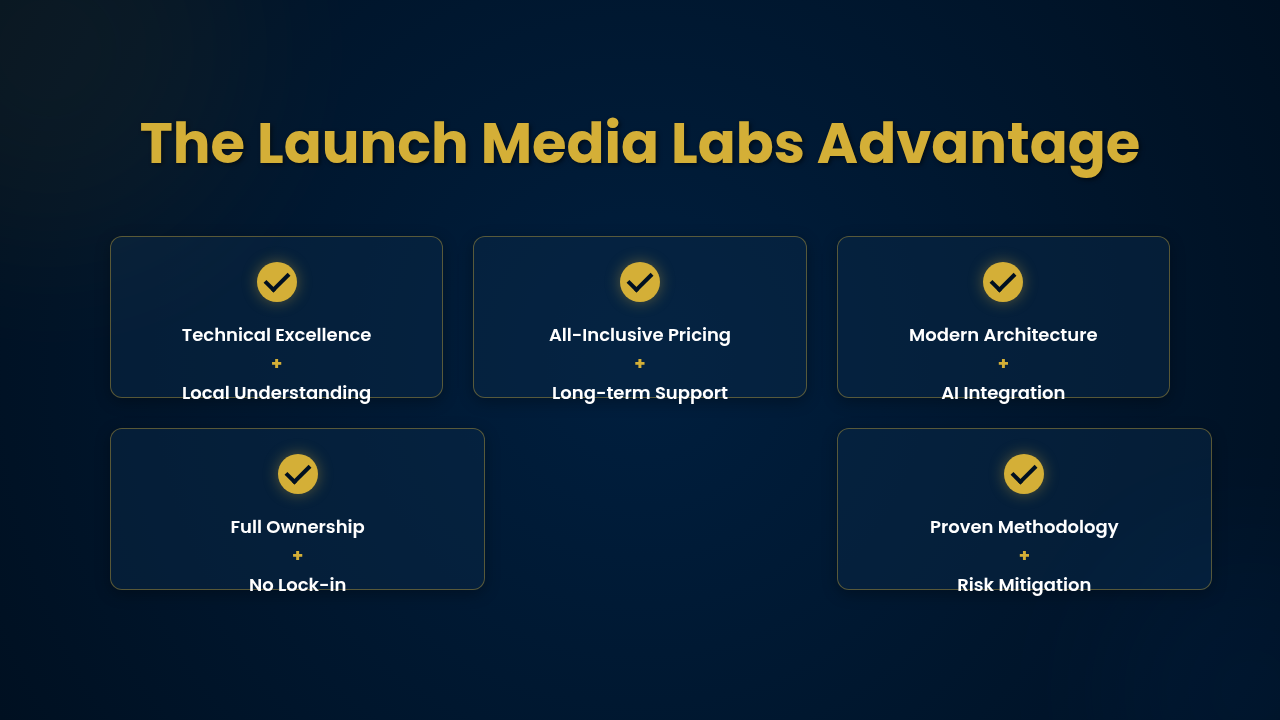 The Launch Media Labs Advantage
Technical Excellence
+
Local Understanding
All-Inclusive Pricing
+
Long-term Support
Modern Architecture
+
AI Integration
Full Ownership
+
No Lock-in
Proven Methodology
+
Risk Mitigation